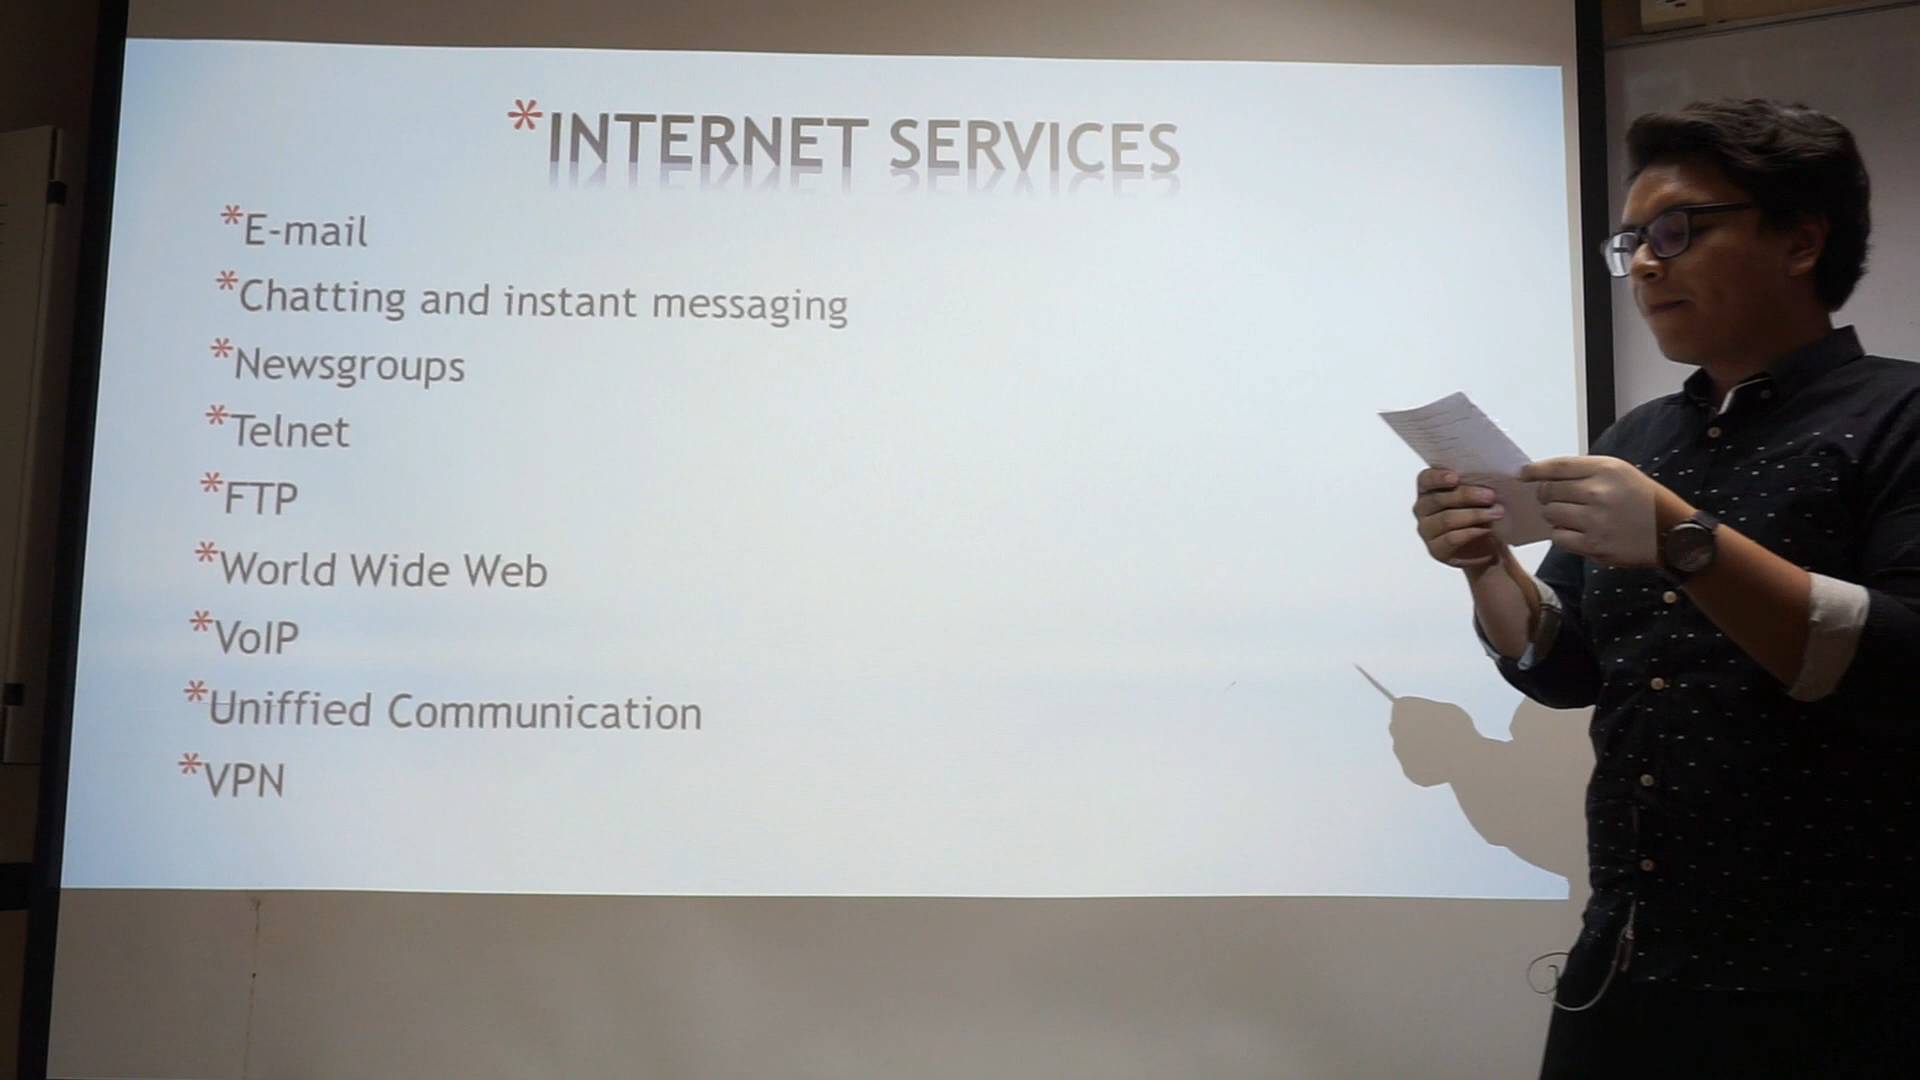 *INTERNET SERVICES
*E-mail
*Chatting and instant messaging
*Newsgroups
*Telnet
*FTP
*World Wide Web
*VoIP
*Uniffied Communication
*VPN